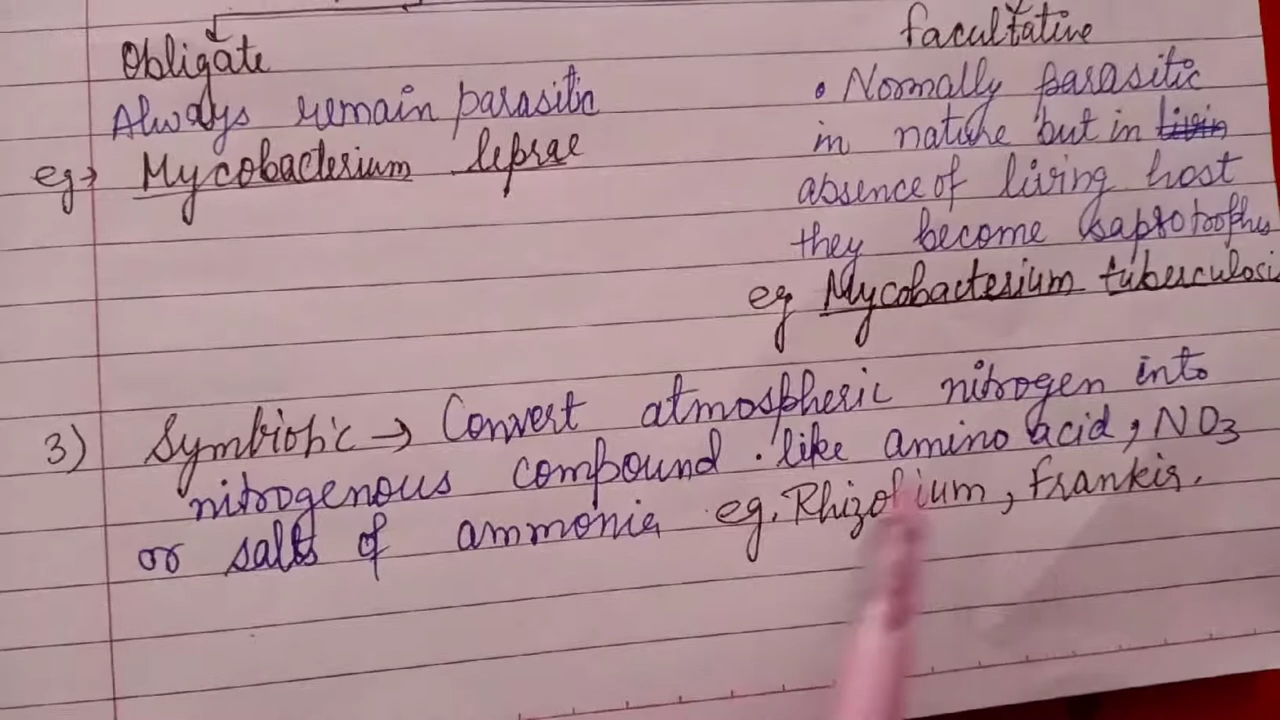 Obligate
Always remain parasitic
eg→ Mycobacterium leprae
facultative
• Normally parasitic
in nature but in livin
absence of living host
they become saprotrophs
eg Mycobacterium tuberculosi
3) Symbiotic → Convert atmospheric nitrogen into
nitrogenous compound . like amino acid, NO3
or salts of ammonia eg. Rhizobium, Frankia.